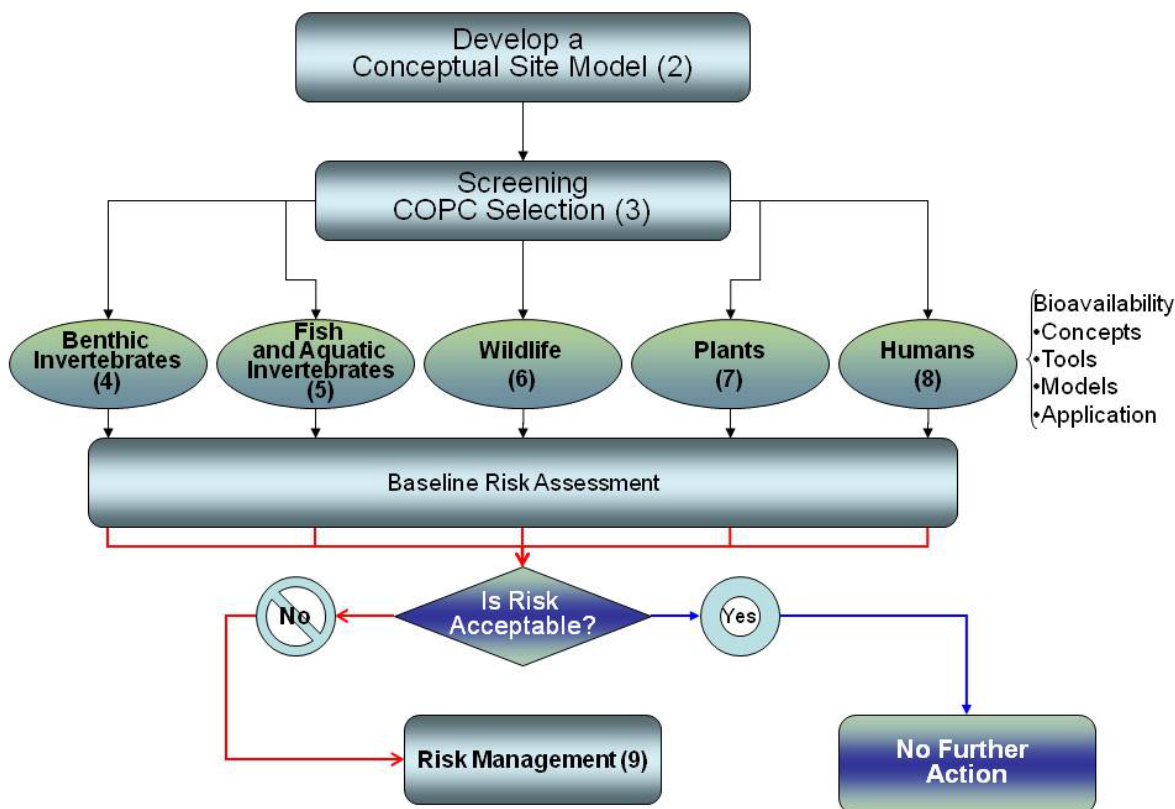 Develop a
Conceptual Site Model (2)
Screening
COPC Selection (3)
Benthic
Invertebrates
(4)
Fish
and Aquatic
Invertebrates
(5)
Wildlife
(6)
Plants
(7)
Humans
(8)
Bioavailability
•Concepts
•Tools
•Models
•Application
Baseline Risk Assessment
No
Is Risk
Acceptable?
Yes
Risk Management (9)
No Further
Action